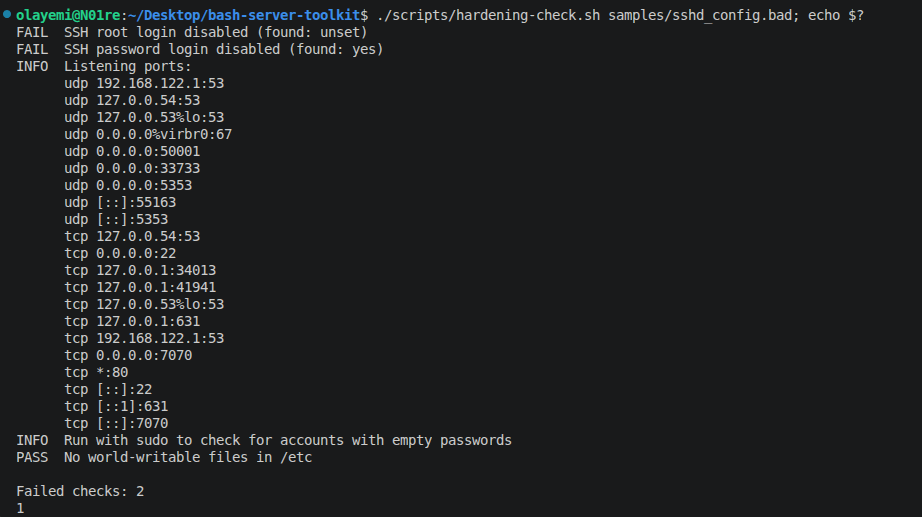 olayemi@N01re:~/Desktop/bash-server-toolkit$ ./scripts/hardening-check.sh samples/sshd_config.bad; echo $?
FAIL  SSH root login disabled (found: unset)
FAIL  SSH password login disabled (found: yes)
INFO  Listening ports:
      udp 192.168.122.1:53
      udp 127.0.0.54:53
      udp 127.0.0.53%lo:53
      udp 0.0.0.0%virbr0:67
      udp 0.0.0.0:50001
      udp 0.0.0.0:33733
      udp 0.0.0.0:5353
      udp [::]:55163
      udp [::]:5353
      tcp 127.0.0.54:53
      tcp 0.0.0.0:22
      tcp 127.0.0.1:34013
      tcp 127.0.0.1:41941
      tcp 127.0.0.53%lo:53
      tcp 127.0.0.1:631
      tcp 192.168.122.1:53
      tcp 0.0.0.0:7070
      tcp *:80
      tcp [::]:22
      tcp [::1]:631
      tcp [::]:7070
INFO  Run with sudo to check for accounts with empty passwords
PASS  No world-writable files in /etc

Failed checks: 2
1